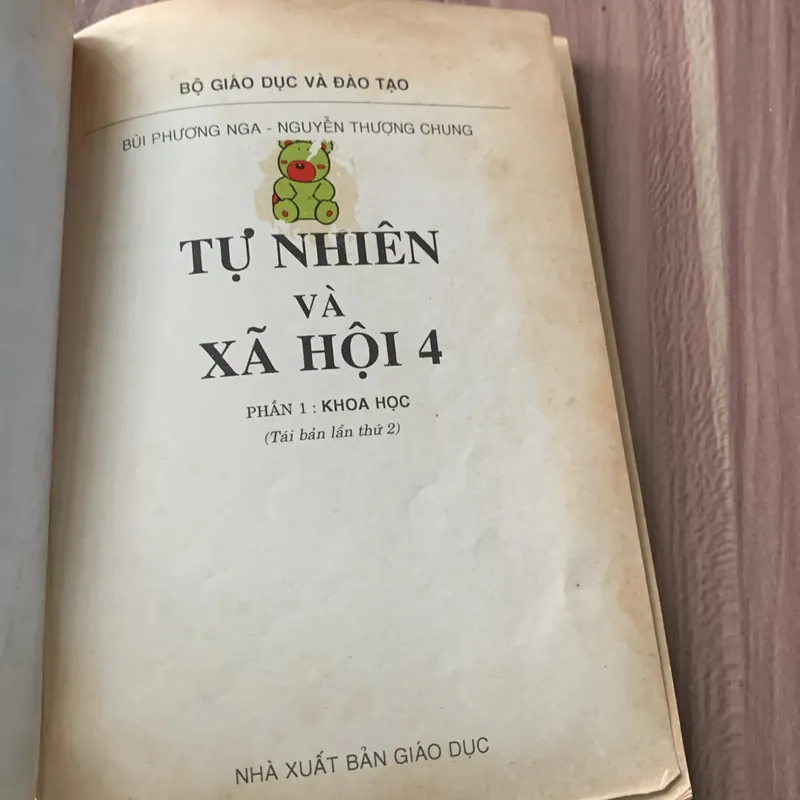 BỘ GIÁO DỤC VÀ ĐÀO TẠO
BÙI PHƯƠNG NGA - NGUYỄN THƯỢNG CHUNG
TỰ NHIÊN
VÀ
XÃ HỘI 4
PHẦN 1 : KHOA HỌC
(Tái bản lần thứ 2)
NHÀ XUẤT BẢN GIÁO DỤC